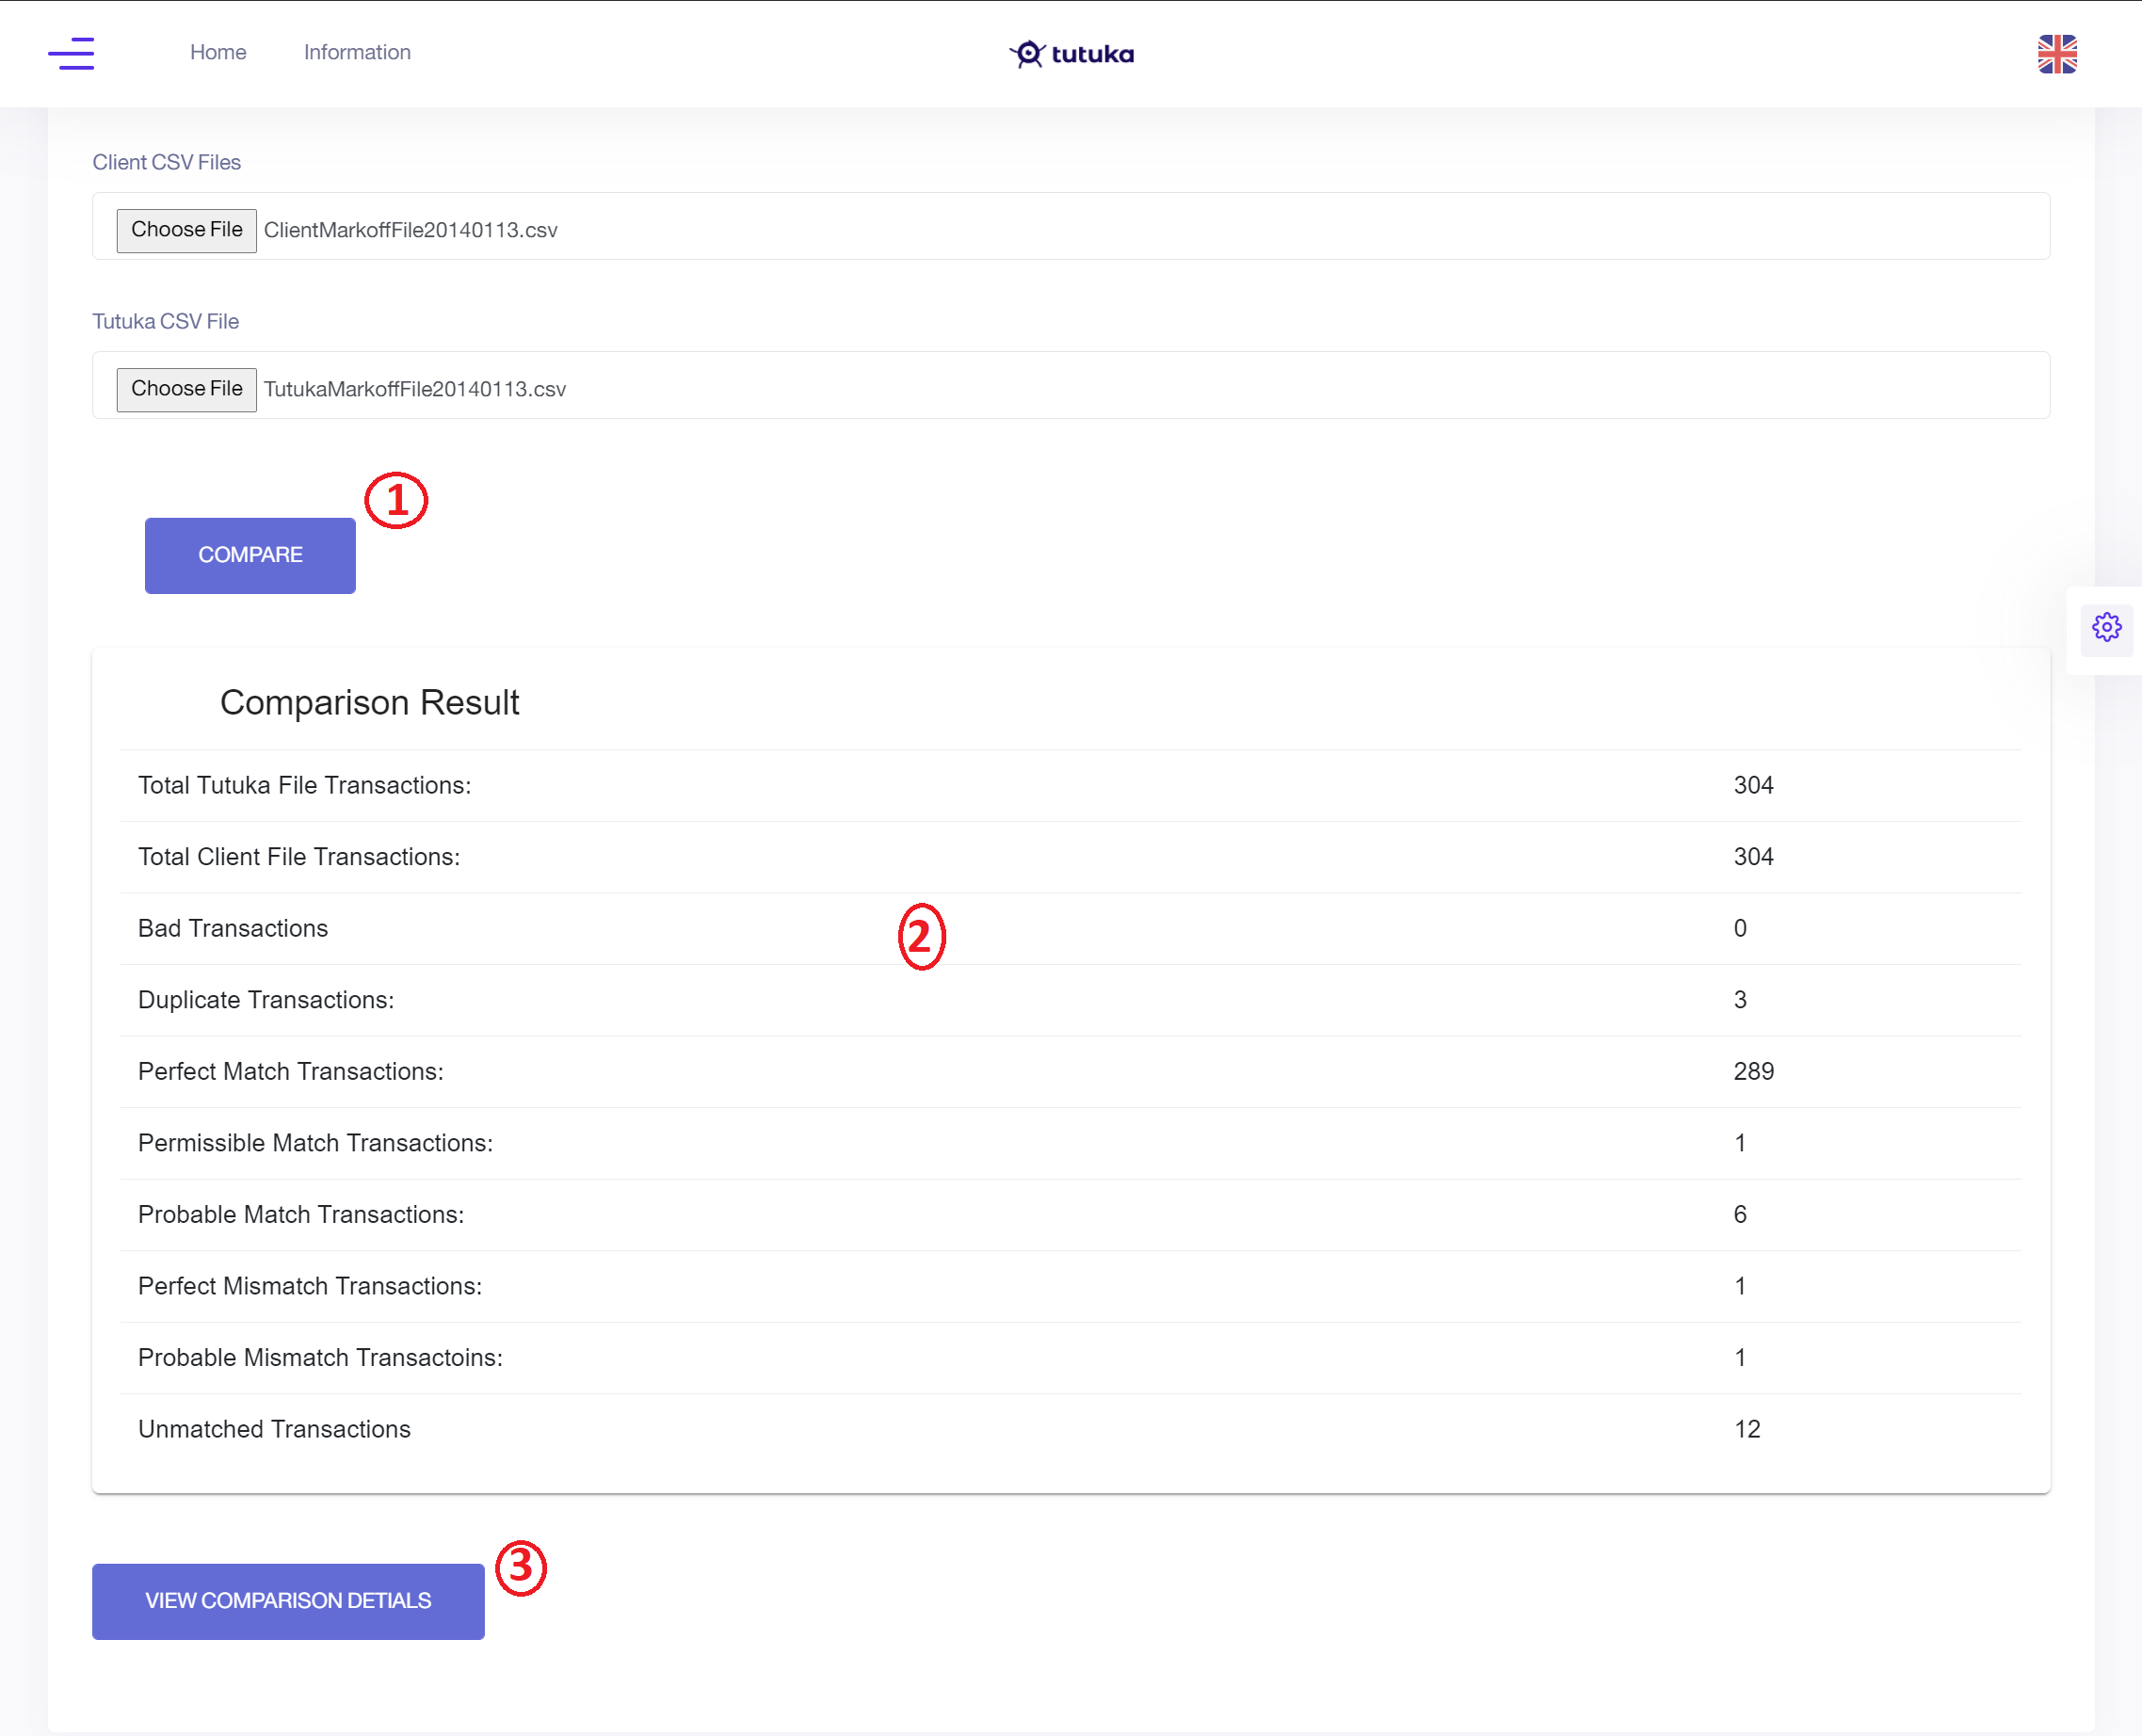 Home Information tutuka
Client CSV Files
Choose File ClientMarkoffFile20140113.csv
Tutuka CSV File
Choose File TutukaMarkoffFile20140113.csv
1
COMPARE
Comparison Result
Total Tutuka File Transactions: 304
Total Client File Transactions: 304
Bad Transactions 2 0
Duplicate Transactions: 3
Perfect Match Transactions: 289
Permissible Match Transactions: 1
Probable Match Transactions: 6
Perfect Mismatch Transactions: 1
Probable Mismatch Transactoins: 1
Unmatched Transactions 12
3
VIEW COMPARISON DETIALS